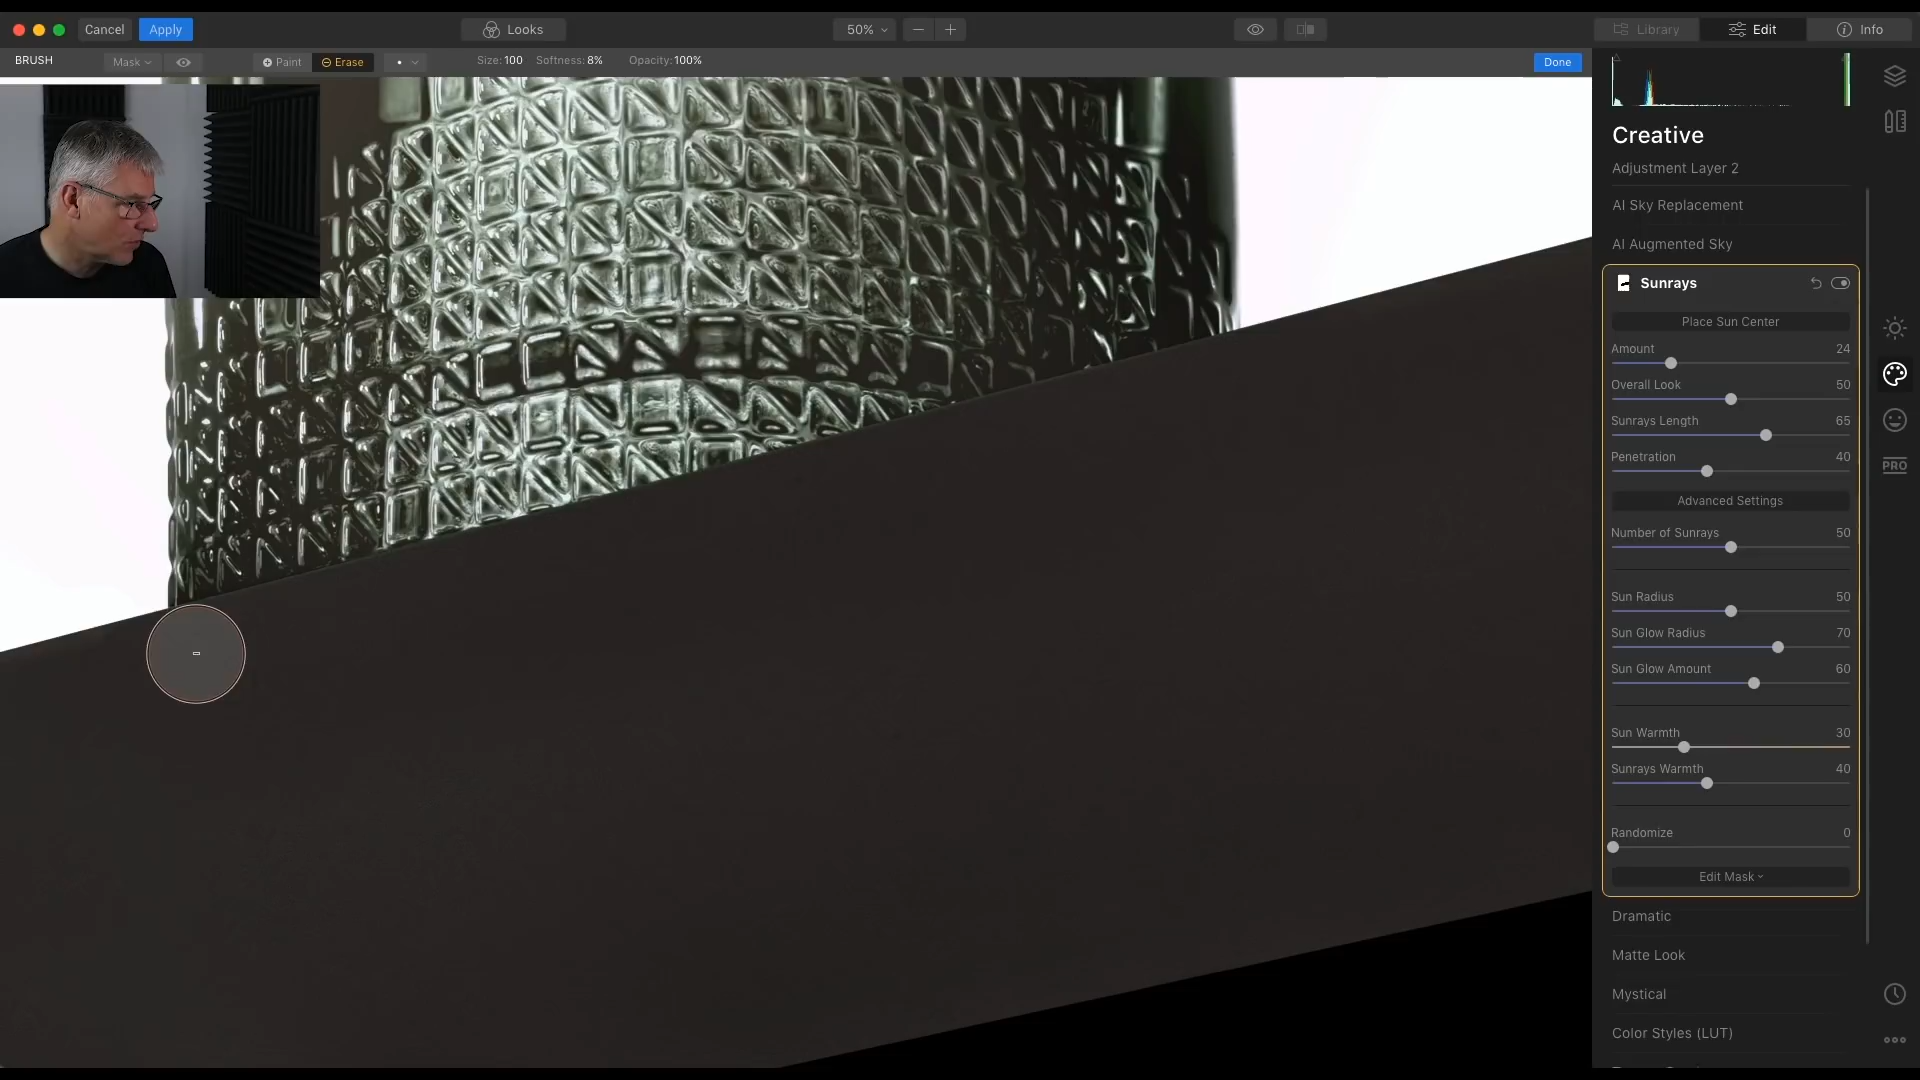 Cancel Apply Looks 50% Library Edit Info
BRUSH Mask Paint Erase Size: 100 Softness: 8% Opacity: 100% Done
Creative
Adjustment Layer 2
AI Sky Replacement
AI Augmented Sky
Sunrays
Place Sun Center
Amount 24
Overall Look 50
Sunrays Length 65
Penetration 40
PRO
Advanced Settings
Number of Sunrays 50
Sun Radius 50
Sun Glow Radius 70
Sun Glow Amount 60
Sun Warmth 30
Sunrays Warmth 40
Randomize 0
Edit Mask
Dramatic
Matte Look
Mystical
Color Styles (LUT)